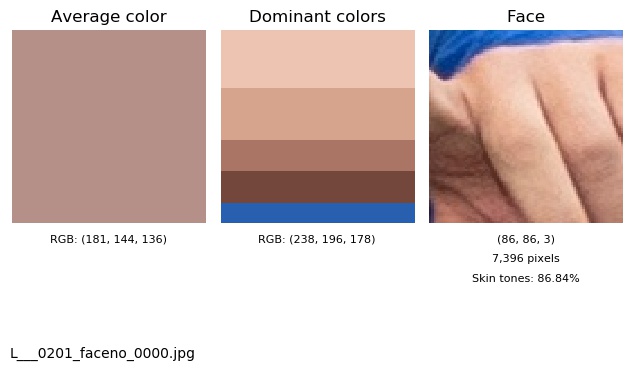 Average color
Dominant colors
Face
RGB: (181, 144, 136)
RGB: (238, 196, 178)
(86, 86, 3)
7,396 pixels
Skin tones: 86.84%
L___0201_faceno_0000.jpg